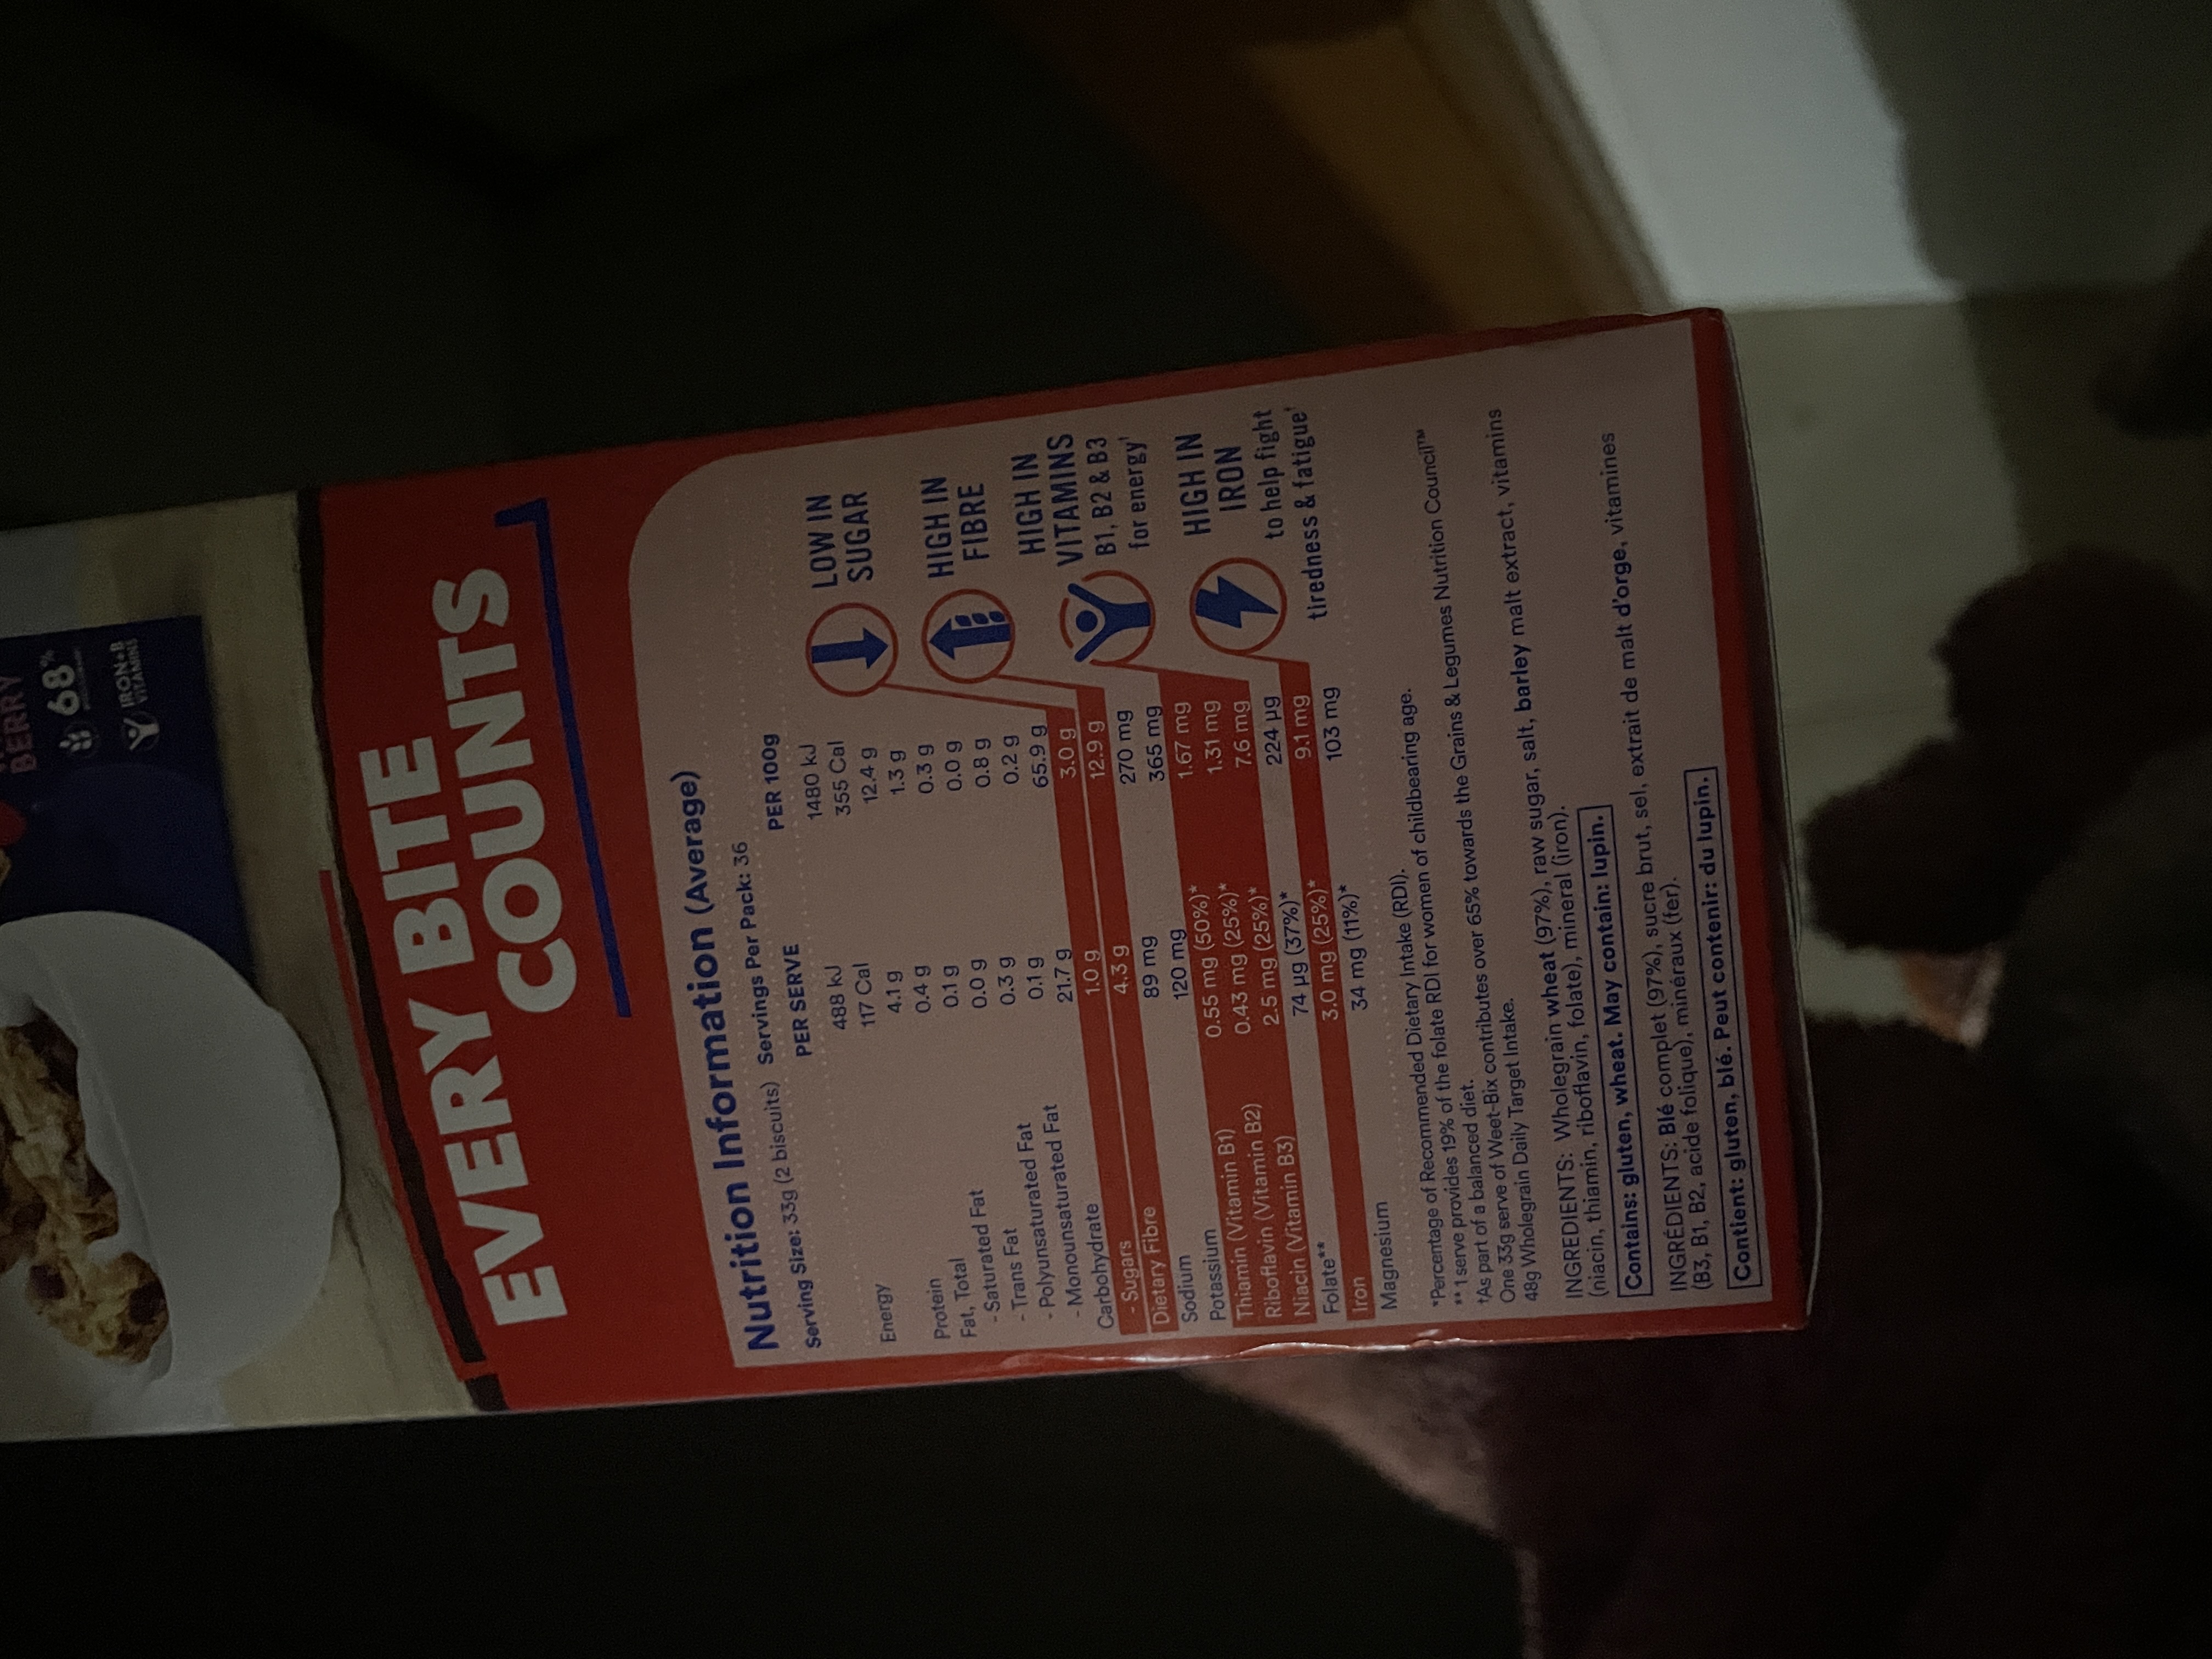 BERRY
68%
IRON+B
VITAMINS
EVERY BITE
COUNTS
Nutrition Information (Average)
Serving Size: 33g (2 biscuits) Servings Per Pack: 36
PER SERVE PER 100g
Energy 488 kJ 1480 kJ
117 Cal 355 Cal
Protein 4.1 g 12.4 g
Fat, Total 0.4 g 1.3 g
- Saturated Fat 0.1 g 0.3 g
- Trans Fat 0.0 g 0.0 g
- Polyunsaturated Fat 0.3 g 0.8 g
- Monounsaturated Fat 0.1 g 0.2 g
Carbohydrate 21.7 g 65.9 g
- Sugars 1.0 g 3.0 g
Dietary Fibre 4.3 g 12.9 g
Sodium 89 mg 270 mg
Potassium 120 mg 365 mg
Thiamin (Vitamin B1) 0.55 mg (50%)* 1.67 mg
Riboflavin (Vitamin B2) 0.43 mg (25%)* 1.31 mg
Niacin (Vitamin B3) 2.5 mg (25%)* 7.6 mg
Folate** 74 µg (37%)* 224 µg
Iron 3.0 mg (25%)* 9.1 mg
Magnesium 34 mg (11%)* 103 mg
LOW IN
SUGAR
HIGH IN
FIBRE
HIGH IN
VITAMINS
B1, B2 & B3
for energy†
HIGH IN
IRON
to help fight
tiredness & fatigue†
*Percentage of Recommended Dietary Intake (RDI).
** 1 serve provides 19% of the folate RDI for women of childbearing age.
†As part of a balanced diet.
One 33g serve of Weet-Bix contributes over 65% towards the Grains & Legumes Nutrition Council™
48g Wholegrain Daily Target Intake.
INGREDIENTS: Wholegrain wheat (97%), raw sugar, salt, barley malt extract, vitamins
(niacin, thiamin, riboflavin, folate), mineral (iron).
Contains: gluten, wheat. May contain: lupin.
INGRÉDIENTS: Blé complet (97%), sucre brut, sel, extrait de malt d'orge, vitamines
(B3, B1, B2, acide folique), minéraux (fer).
Contient: gluten, blé. Peut contenir: du lupin.